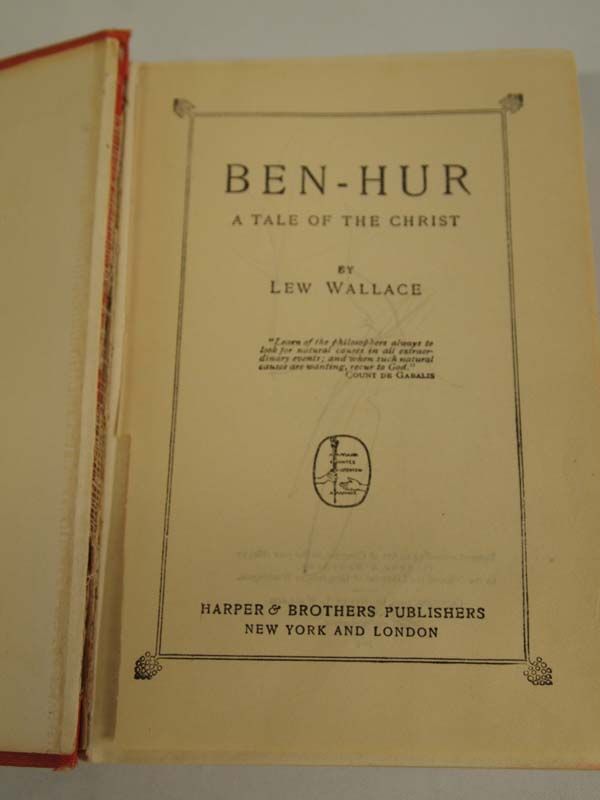 BEN-HUR
A TALE OF THE CHRIST
BY
LEW WALLACE
"Learn of the philosophers always to
look for natural causes in all extraor-
dinary events; and when such natural
causes are wanting, recur to God."
COUNT DE GABALIS
HARPER & BROTHERS PUBLISHERS
NEW YORK AND LONDON